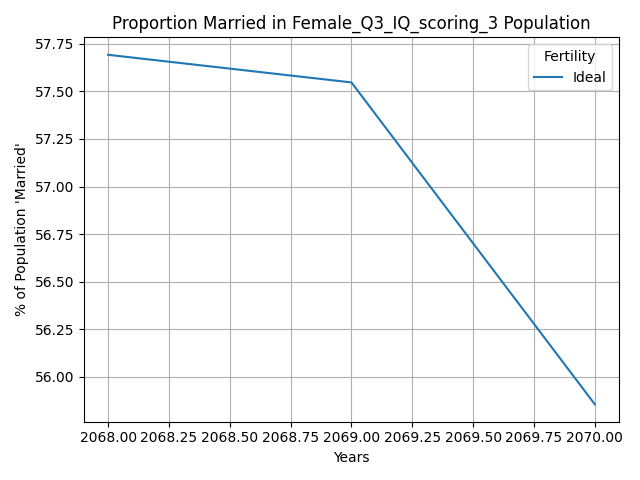 Proportion Married in Female_Q3_IQ_scoring_3 Population
Fertility
Ideal
57.75
57.50
57.25
57.00
56.75
56.50
56.25
56.00
% of Population 'Married'
2068.00 2068.25 2068.50 2068.75 2069.00 2069.25 2069.50 2069.75 2070.00
Years